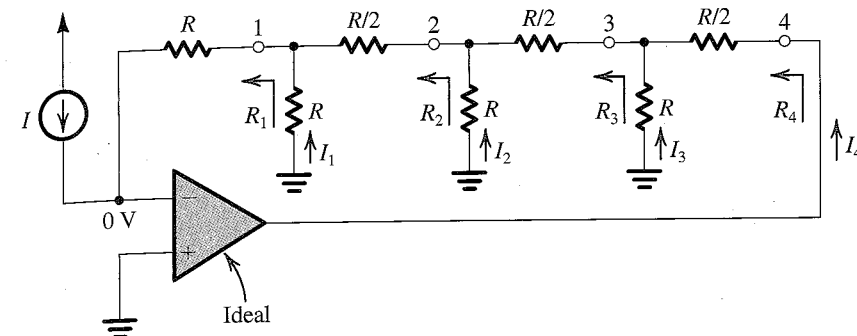 R 1 R/2 2 R/2 3 R/2 4
I R₁ R R₂ R R₃ R R₄
I₁ I₂ I₃ I₄
0 V −
+
Ideal